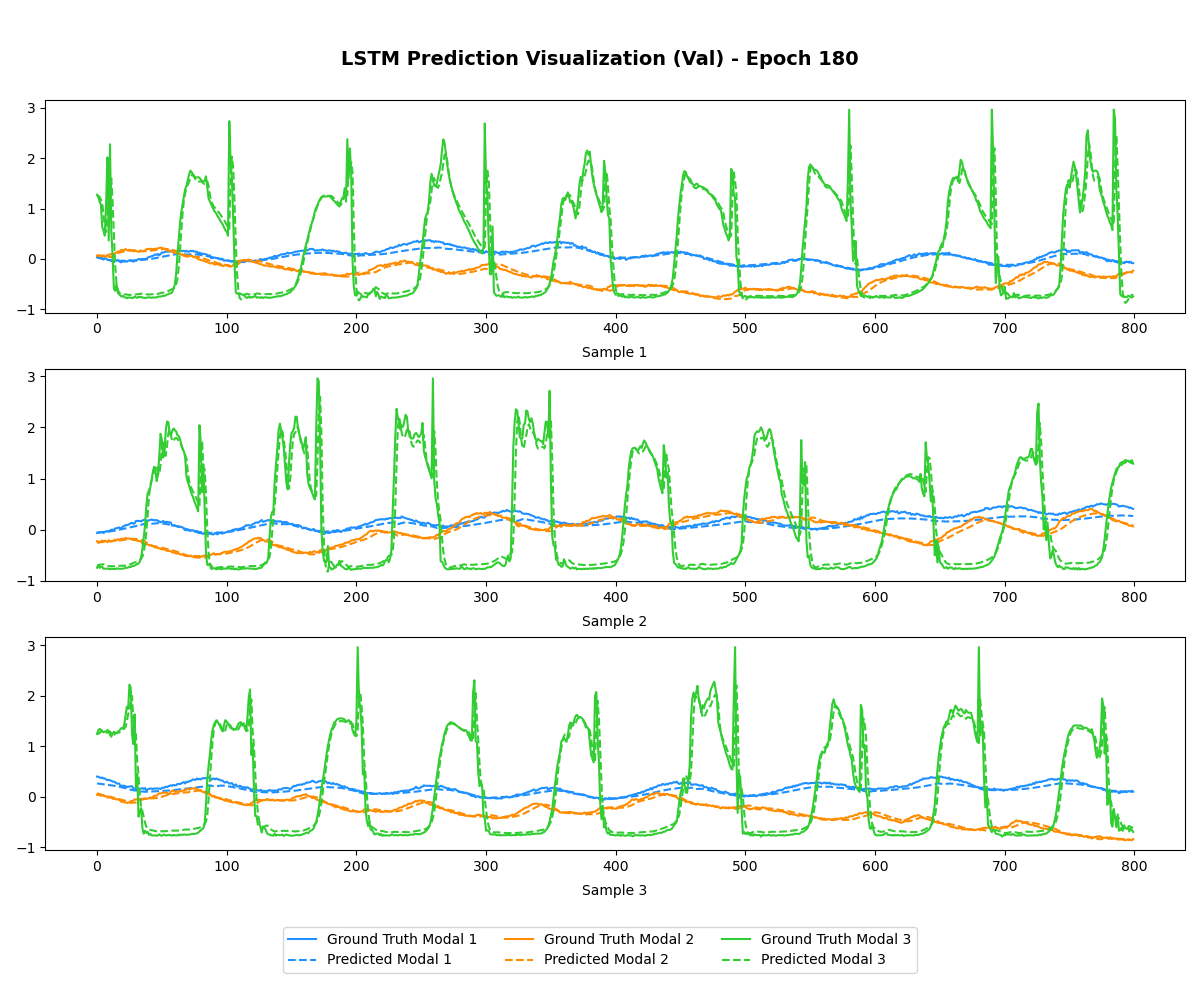 LSTM Prediction Visualization (Val) - Epoch 180
3
2
1
0
−1
0 100 200 300 400 500 600 700 800
Sample 1
3
2
1
0
−1
0 100 200 300 400 500 600 700 800
Sample 2
3
2
1
0
−1
0 100 200 300 400 500 600 700 800
Sample 3
Ground Truth Modal 1 Ground Truth Modal 2 Ground Truth Modal 3
Predicted Modal 1 Predicted Modal 2 Predicted Modal 3